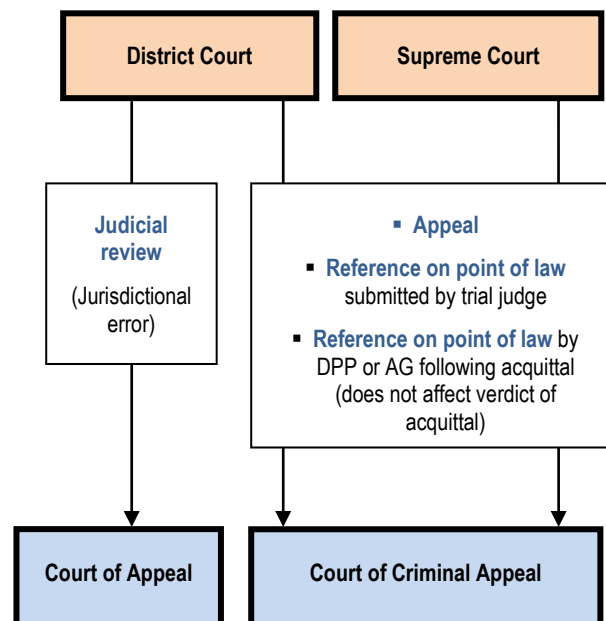 District Court
Supreme Court
Judicial
review
(Jurisdictional
error)
▪ Appeal
▪ Reference on point of law
submitted by trial judge
▪ Reference on point of law by
DPP or AG following acquittal
(does not affect verdict of
acquittal)
Court of Appeal
Court of Criminal Appeal